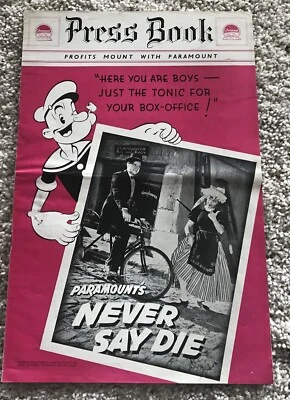 Press Book
PROFITS MOUNT WITH PARAMOUNT
"HERE YOU ARE BOYS —
JUST THE TONIC FOR
YOUR BOX-OFFICE!"
PARAMOUNT'S
NEVER
SAY DIE